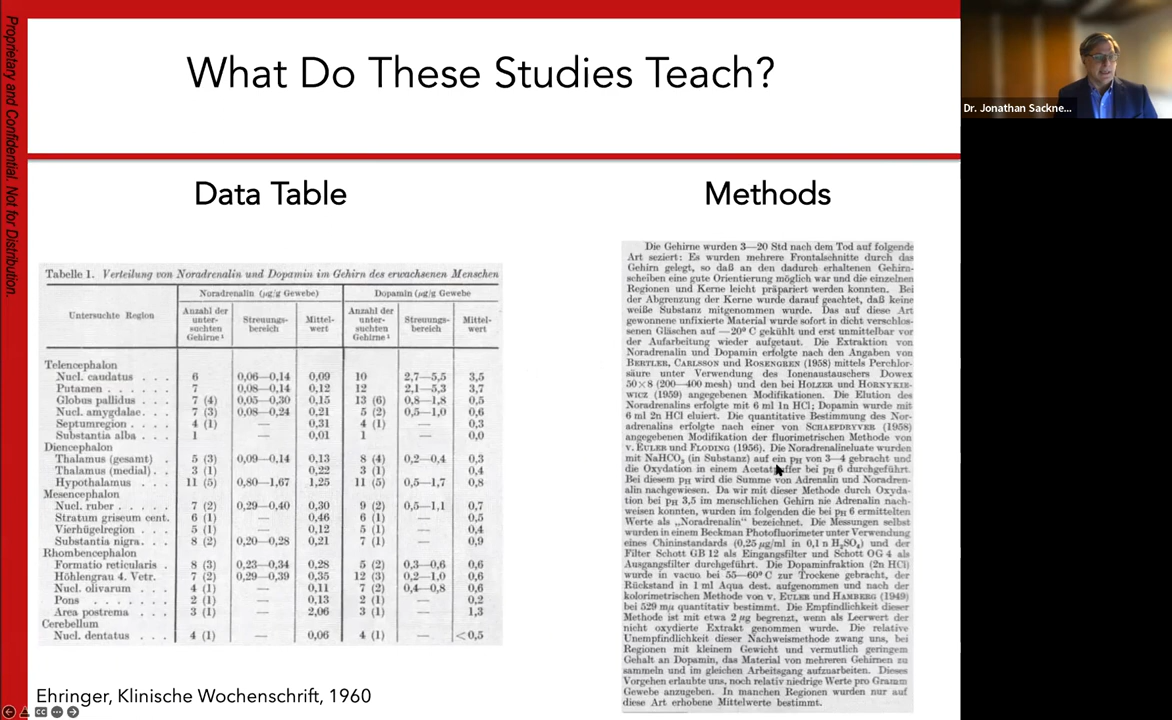 Proprietary and Confidential. Not for Distribution.
What Do These Studies Teach?
Dr. Jonathan Sackne...
Data Table
Methods
Tabelle 1. Verteilung von Noradrenalin und Dopamin im Gehirn des erwachsenen Menschen
Untersuchte Region
Noradrenalin (µg/g Gewebe)
Dopamin (µg/g Gewebe
Anzahl der unter- suchten Gehirne¹
Streuungs- bereich
Mittel- wert
Anzahl der unter- suchten Gehirne¹
Streuungs- bereich
Mittel- wert
Telencephalon
Nucl. caudatus . . . 6 0,06—0,14 0,09 10 2,7—5,5 3,5
Putamen . . . . . . 7 0,08—0,14 0,12 12 2,1—5,3 3,7
Globus pallidus . . . 7 (4) 0,05—0,30 0,15 13 (6) 0,8—1,8 0,5
Nucl. amygdalae. . . 7 (3) 0,08—0,24 0,21 5 (2) 0,5—1,0 0,6
Septumregion . . . . 4 (1) — 0,31 4 (1) — 0,3
Substantia alba . . . 1 — 0,01 1 — 0,0
Diencephalon
Thalamus (gesamt) . 5 (3) 0,09—0,14 0,13 8 (4) 0,2—0,4 0,3
Thalamus (medial) . . 3 (1) — 0,22 3 (1) — 0,4
Hypothalamus . . . 11 (5) 0,80—1,67 1,25 11 (5) 0,5—1,7 0,8
Mesencephalon
Nucl. ruber . . . . . 7 (2) 0,29—0,40 0,30 9 (2) 0,5—1,1 0,7
Stratum griseum cent. 6 (1) — 0,46 6 (1) — 0,5
Vierhügelregion . . . 5 (1) — 0,12 5 (1) — 0,4
Substantia nigra. . . 8 (2) 0,20—0,28 0,21 7 (1) — 0,9
Rhombencephalon
Formatio reticularis . 8 (3) 0,23—0,34 0,28 5 (2) 0,3—0,6 0,6
Höhlengrau 4. Vetr. 7 (2) 0,29—0,39 0,35 12 (3) 0,2—1,0 0,6
Nucl. olivarum . . . 4 (1) — 0,11 7 (2) 0,4—0,8 0,6
Pons . . . . . . . . 2 (1) — 0,13 2 (1) — 0,2
Area postrema . . . 3 (1) — 2,06 3 (1) — 1,3
Cerebellum
Nucl. dentatus . . . 4 (1) — 0,06 4 (1) — <0,5
Die Gehirne wurden 3—20 Std nach dem Tod auf folgende
Art seziert: Es wurden mehrere Frontalschnitte durch das
Gehirn gelegt, so daß an den dadurch erhaltenen Gehirn-
scheiben eine gute Orientierung möglich war und die einzelnen
Regionen und Kerne leicht präpariert werden konnten. Bei
der Abgrenzung der Kerne wurde darauf geachtet, daß keine
weiße Substanz mitgenommen wurde. Das auf diese Art
gewonnene unfixierte Material wurde sofort in dicht verschlos-
senen Gläschen auf —20° C gekühlt und erst unmittelbar vor
der Aufarbeitung wieder aufgetaut. Die Extraktion von
Noradrenalin und Dopamin erfolgte nach den Angaben von
BERTLER, CARLSSON und ROSENGREN (1958) mittels Perchlor-
säure unter Verwendung des Ionenaustauschers Dowex
50×8 (200—400 mesh) und den bei HOLZER und HORNYKIE-
WICZ (1959) angegebenen Modifikationen. Die Elution des
Noradrenalins erfolgte mit 6 ml 1n HCl; Dopamin wurde mit
6 ml 2n HCl eluiert. Die quantitative Bestimmung des Nor-
adrenalins erfolgte nach einer von SCHAEPDRYVER (1958)
angegebenen Modifikation der fluorimetrischen Methode von
v. EULER und FLODING (1956). Die Noradrenalineluate wurden
mit NaHCO₃ (in Substanz) auf ein pH von 3—4 gebracht und
die Oxydation in einem durchgeführt.
Bei diesem pH wird die Summe von Adrenalin und Noradren-
alin nachgewiesen. Da wir mit dieser Methode durch Oxyda-
tion bei pH 3,5 im menschlichen Gehirn nie Adrenalin nach-
weisen konnten, wurden im folgenden die bei pH 6 ermittelten
Werte als „Noradrenalin" bezeichnet. Die Messungen selbst
wurden in einem Beckman Photofluorimeter unter Verwendung
eines Chininstandards (0,25 µg/ml in 0,1 n H₂SO₄) und der
Filter Schott GB 12 als Eingangsfilter und Schott OG 4 als
Ausgangsfilter durchgeführt. Die Dopaminfraktion (2n HCl)
wurde in vacuo bei 55—60° C zur Trockene gebracht, der
Rückstand in 1 ml Aqua dest. aufgenommen und nach der
kolorimetrischen Methode von v. EULER und HAMBERG (1949)
bei 529 mµ quantitativ bestimmt. Die Empfindlichkeit dieser
Methode ist mit etwa 2 µg begrenzt, wenn als Leerwert der
nicht oxydierte Extrakt genommen wurde. Die relative
Unempfindlichkeit dieser Nachweismethode zwang uns, bei
Regionen mit kleinem Gewicht und vermutlich geringem
Gehalt an Dopamin, das Material von mehreren Gehirnen zu
sammeln und im gleichen Arbeitsgang aufzuarbeiten. Dieses
Vorgehen erlaubte uns, noch relativ niedrige Werte pro Gramm
Gewebe anzugeben. In manchen Regionen wurden nur auf
diese Art erhobene Mittelwerte bestimmt.
Ehringer, Klinische Wochenschrift, 1960